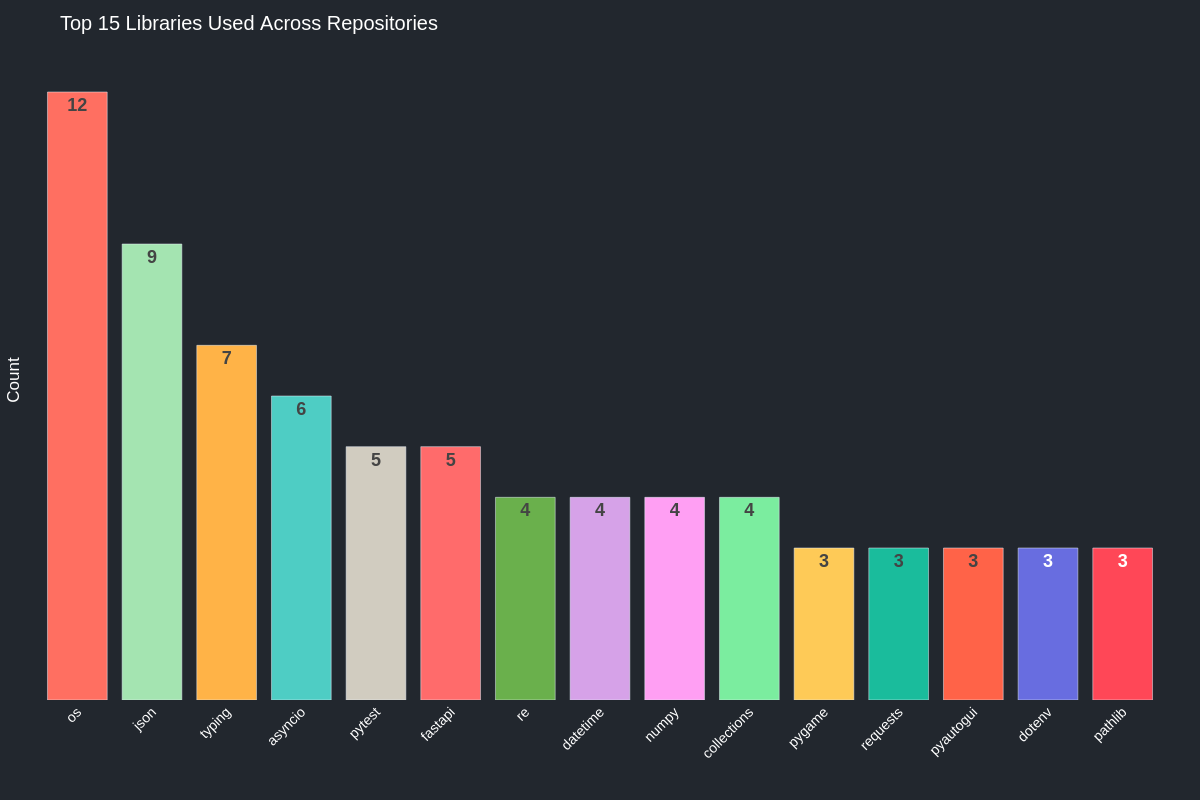 Top 15 Libraries Used Across Repositories
Count
12
9
7
6
5
5
4
4
4
4
3
3
3
3
3
os
json
typing
asyncio
pytest
fastapi
re
datetime
numpy
collections
pygame
requests
pyautogui
dotenv
pathlib